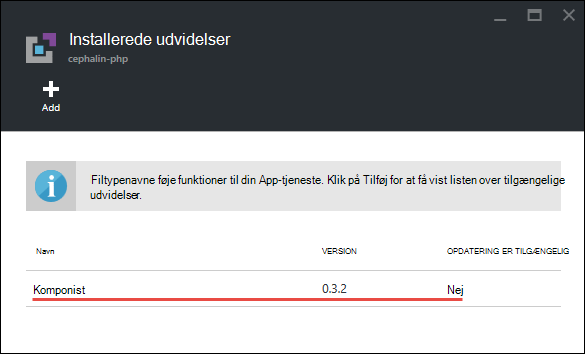 Installerede udvidelser
cephalin-php
Add
Filtypenavne føje funktioner til din App-tjeneste. Klik på Tilføj for at få vist listen over tilgængelige
udvidelser.
Navn VERSION OPDATERING ER TILGÆNGELIG
Komponist 0.3.2 Nej